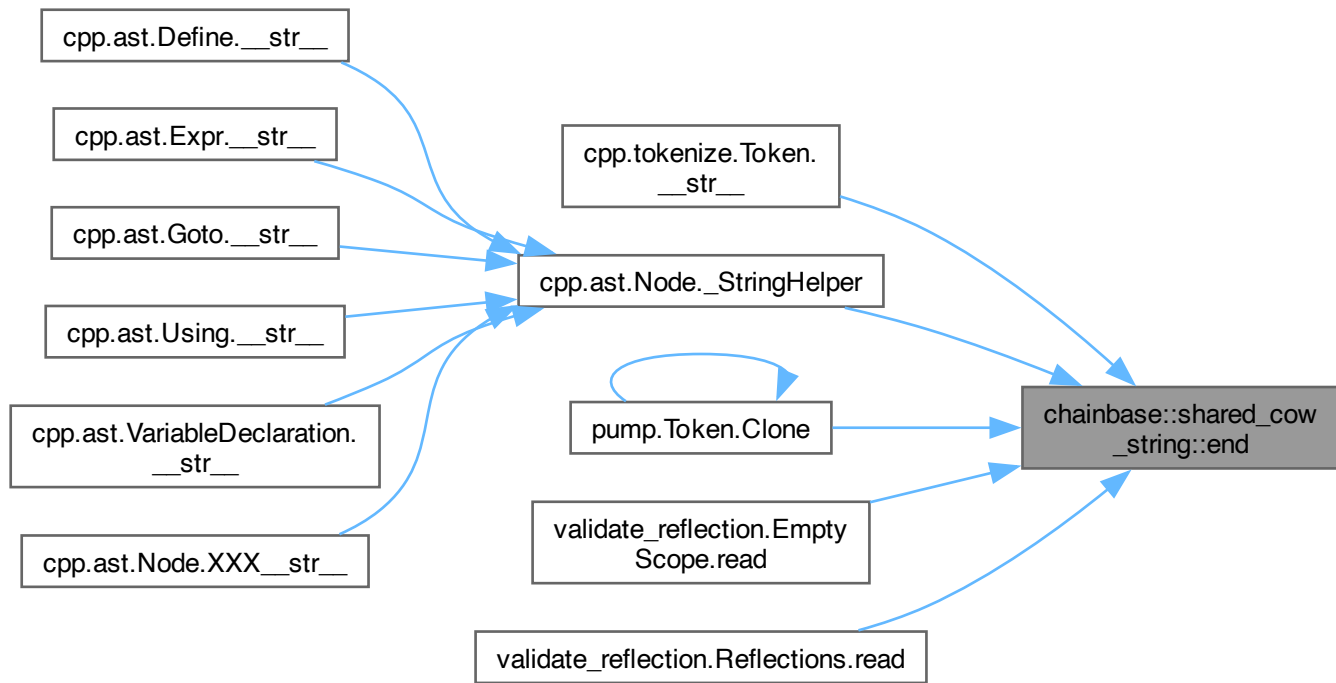 cpp.ast.Define.__str__
cpp.ast.Expr.__str__
cpp.ast.Goto.__str__
cpp.ast.Using.__str__
cpp.ast.VariableDeclaration.
__str__
cpp.ast.Node.XXX__str__
cpp.ast.Node._StringHelper
cpp.tokenize.Token.
__str__
pump.Token.Clone
validate_reflection.Empty
Scope.read
validate_reflection.Reflections.read
chainbase::shared_cow
_string::end